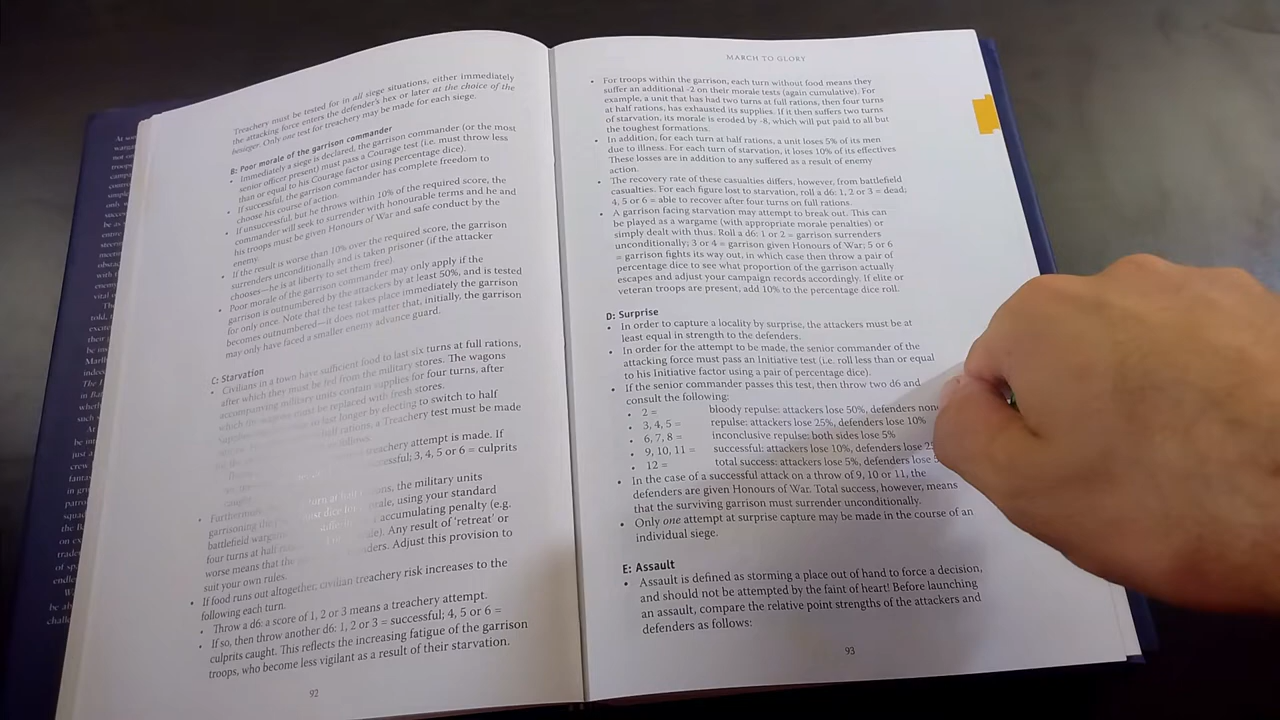 Treachery must be tested for in all siege situations, either immediately
the attacking force enters the defender's hex or later at the choice of the
besieger. Only one test for treachery may be made for each siege.
B: Poor morale of the garrison commander
• Immediately a siege is declared, the garrison commander (or the most
senior officer present) must pass a Courage test (i.e. must throw less
than or equal to his Courage factor using percentage dice).
• If successful, the garrison commander has complete freedom to
choose his course of action.
• If unsuccessful, but he throws within 10% of the required score, the
commander will seek to surrender with honourable terms and he and
his troops must be given Honours of War and safe conduct by the
enemy.
• If the result is worse than 10% over the required score, the garrison
surrenders unconditionally and is taken prisoner (if the attacker
chooses—he is at liberty to set them free).
• Poor morale of the garrison commander may only apply if the
garrison is outnumbered by the attackers by at least 50%, and is tested
for only once. Note that the test takes place immediately the garrison
becomes outnumbered—it does not matter that, initially, the garrison
may only have faced a smaller enemy advance guard.
C: Starvation
• Civilians in a town have sufficient food to last six turns at full rations,
after which they must be fed from the military stores. The wagons
accompanying military units contain supplies for four turns, after
which the wagons must be replaced with fresh stores.
longer by electing to switch to half
rations, a Treachery test must be made
treachery attempt is made. If
successful; 3, 4, 5 or 6 = culprits
caught.
• Furthermore, turn at half rations, the military units
garrisoning the morale, using your standard
battlefield accumulating penalty (e.g.
four turns at half Any result of 'retreat' or
worse means that the Adjust this provision to
suit your own rules.
• If food runs out altogether, civilian treachery risk increases to the
following each turn.
• Throw a d6: a score of 1, 2 or 3 means a treachery attempt.
• If so, then throw another d6: 1, 2 or 3 = successful; 4, 5 or 6 =
culprits caught. This reflects the increasing fatigue of the garrison
troops, who become less vigilant as a result of their starvation.
92
MARCH TO GLORY
• For troops within the garrison, each turn without food means they
suffer an additional -2 on their morale tests (again cumulative). For
example, a unit that has had two turns at full rations, then four turns
at half rations, has exhausted its supplies. If it then suffers two turns
of starvation, its morale is eroded by -8, which will put paid to all but
the toughest formations.
• In addition, for each turn at half rations, a unit loses 5% of its men
due to illness. For each turn of starvation, it loses 10% of its effectives
These losses are in addition to any suffered as a result of enemy
action.
• The recovery rate of these casualties differs, however, from battlefield
casualties. For each figure lost to starvation, roll a d6: 1, 2 or 3 = dead;
4, 5 or 6 = able to recover after four turns on full rations.
• A garrison facing starvation may attempt to break out. This can
be played as a wargame (with appropriate morale penalties) or
simply dealt with thus. Roll a d6: 1 or 2 = garrison surrenders
unconditionally; 3 or 4 = garrison given Honours of War; 5 or 6
= garrison fights its way out, in which case then throw a pair of
percentage dice to see what proportion of the garrison actually
escapes and adjust your campaign records accordingly. If elite or
veteran troops are present, add 10% to the percentage dice roll.
D: Surprise
• In order to capture a locality by surprise, the attackers must be at
least equal in strength to the defenders.
• In order for the attempt to be made, the senior commander of the
attacking force must pass an Initiative test (i.e. roll less than or equal
to his Initiative factor using a pair of percentage dice).
• If the senior commander passes this test, then throw two d6 and
consult the following:
• 2 = bloody repulse: attackers lose 50%, defenders none
• 3, 4, 5 = repulse: attackers lose 25%, defenders lose 10%
• 6, 7, 8 = inconclusive repulse: both sides lose 5%
• 9, 10, 11 = successful: attackers lose 10%, defenders lose
• 12 = total success: attackers lose 5%, defenders lose
• In the case of a successful attack on a throw of 9, 10 or 11, the
defenders are given Honours of War. Total success, however, means
that the surviving garrison must surrender unconditionally.
• Only one attempt at surprise capture may be made in the course of an
individual siege.
E: Assault
• Assault is defined as storming a place out of hand to force a decision,
and should not be attempted by the faint of heart! Before launching
an assault, compare the relative point strengths of the attackers and
defenders as follows:
93